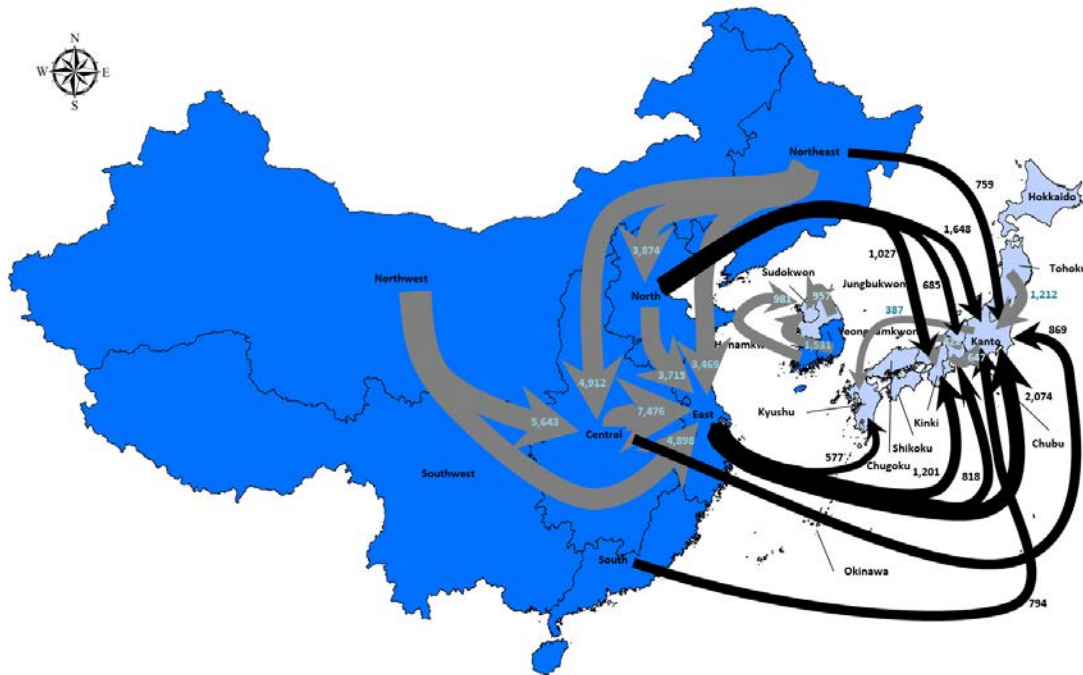 N
W E
S
Northeast
759
Hokkaido
3,874
1,648
1,027
Sudokwon
Tohoku
Northwest
981
957
Jungbukwon
685
North
1,212
387
869
Kanto
1,531
3,469
3,715
647
4,912
2,074
Kyushu
7,476
East
5,643
Kinki
Central
4,898
Shikoku
Chubu
577
Chugoku
Southwest
1,201
818
South
Okinawa
794